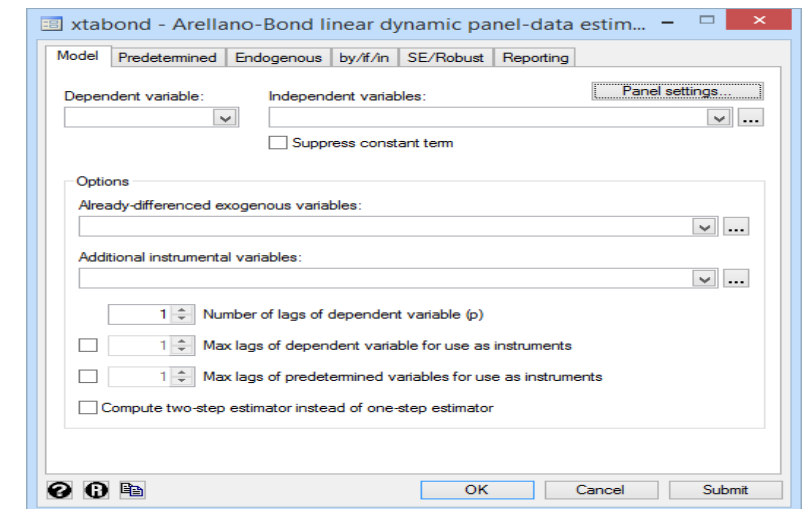 xtabond - Arellano-Bond linear dynamic panel-data estim...
Model Predetermined Endogenous by/if/in SE/Robust Reporting
Panel settings...
Dependent variable: Independent variables:
...
Suppress constant term
Options
Already-differenced exogenous variables:
...
Additional instrumental variables:
...
1 Number of lags of dependent variable (p)
1 Max lags of dependent variable for use as instruments
1 Max lags of predetermined variables for use as instruments
Compute two-step estimator instead of one-step estimator
? R OK Cancel Submit